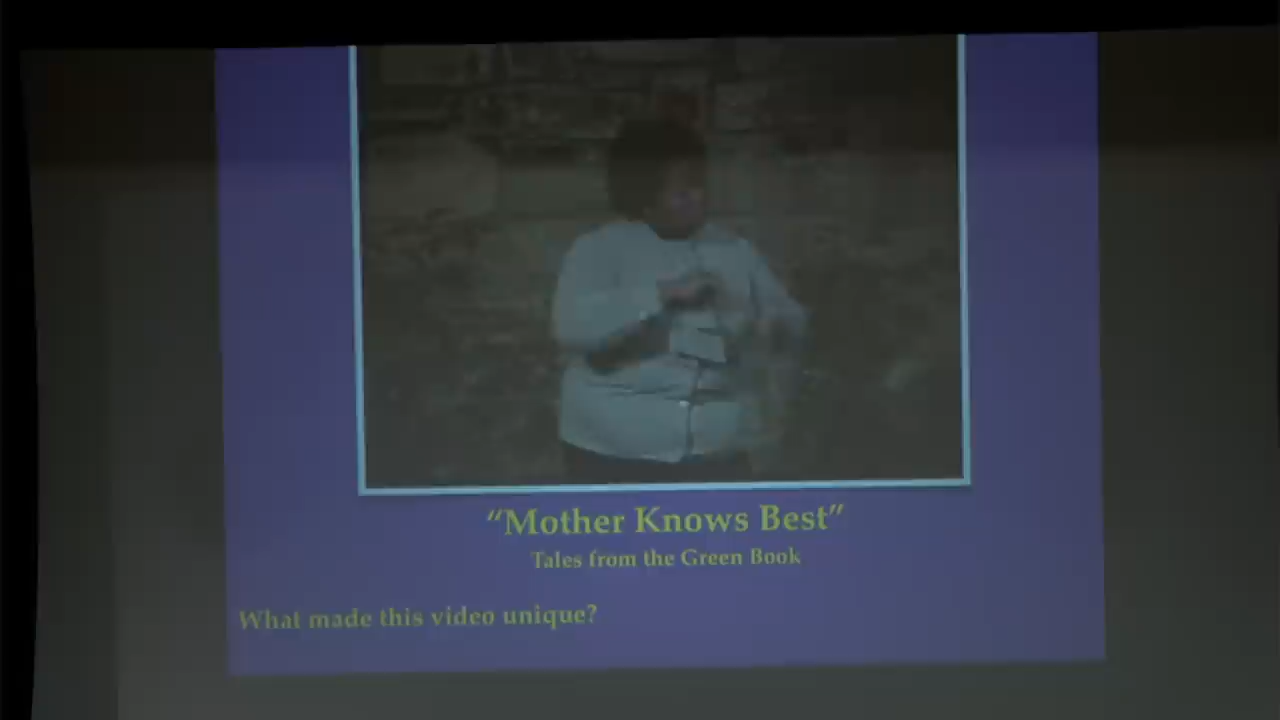 “Mother Knows Best”
Tales from the Green Book
What made this video unique?